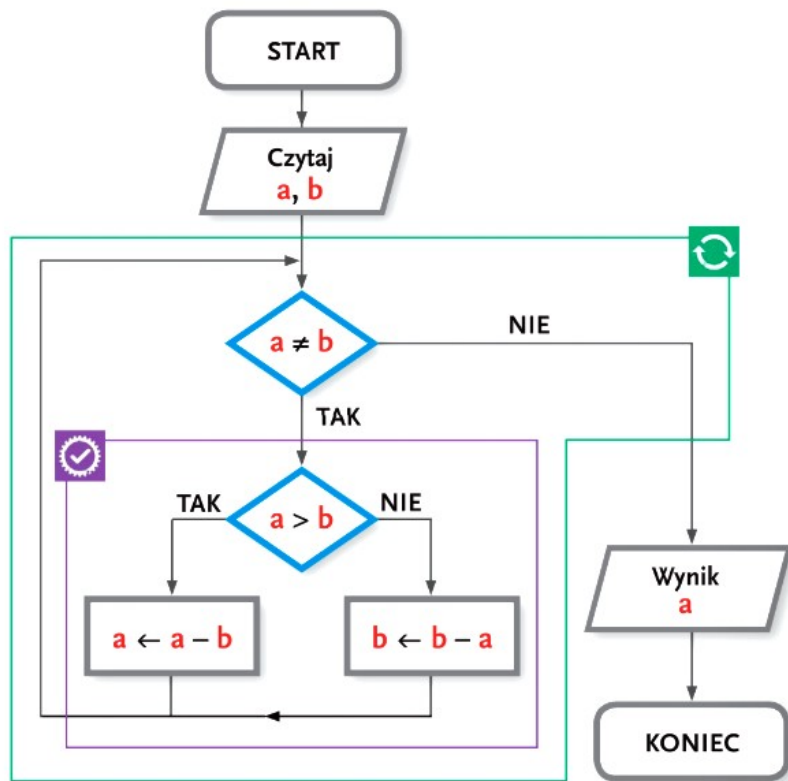 START
Czytaj
a, b
a ≠ b
NIE
TAK
a > b
TAK
NIE
a ← a – b
b ← b – a
Wynik
a
KONIEC